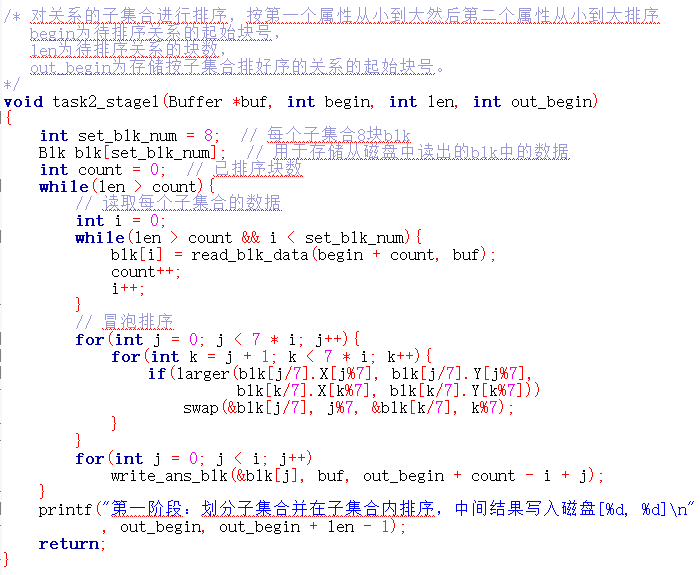 /* 对关系的子集合进行排序，按第一个属性从小到大然后第二个属性从小到大排序
begin为待排序关系的起始块号，
len为待排序关系的块数，
out_begin为存储按子集合排好序的关系的起始块号。
*/
void task2_stage1(Buffer *buf, int begin, int len, int out_begin)
{
int set_blk_num = 8; // 每个子集合8块blk
Blk blk[set_blk_num]; // 用于存储从磁盘中读出的blk中的数据
int count = 0; // 已排序块数
while(len > count){
// 读取每个子集合的数据
int i = 0;
while(len > count && i < set_blk_num){
blk[i] = read_blk_data(begin + count, buf);
count++;
i++;
}
// 冒泡排序
for(int j = 0; j < 7 * i; j++){
for(int k = j + 1; k < 7 * i; k++){
if(larger(blk[j/7].X[j%7], blk[j/7].Y[j%7],
blk[k/7].X[k%7], blk[k/7].Y[k%7]))
swap(&blk[j/7], j%7, &blk[k/7], k%7);
}
}
for(int j = 0; j < i; j++)
write_ans_blk(&blk[j], buf, out_begin + count - i + j);
}
printf("第一阶段：划分子集合并在子集合内排序，中间结果写入磁盘[%d, %d]\n"
, out_begin, out_begin + len - 1);
return;
}